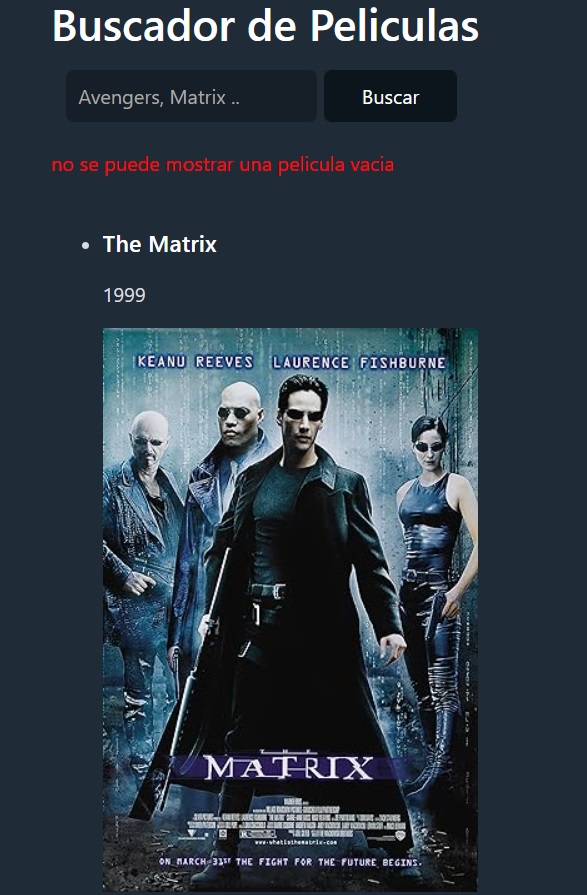 Buscador de Peliculas
Avengers, Matrix ..
Buscar
no se puede mostrar una pelicula vacia
The Matrix
1999
KEANU REEVES LAURENCE FISHBURNE
THE
MATRIX
www.whatisthematrix.com
ON MARCH 31ST THE FIGHT FOR THE FUTURE BEGINS.